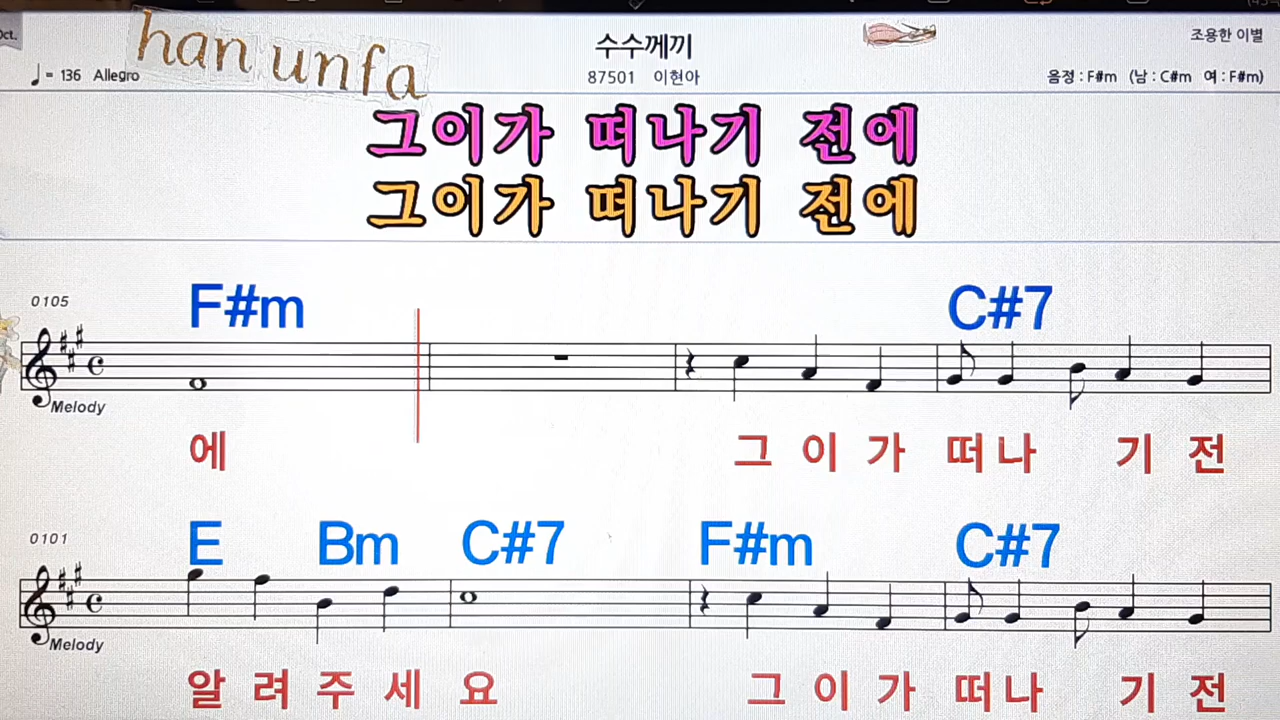 Oct.
han unfa
수수께끼
조용한 이별
♩= 136 Allegro
87501 이현아
음정 : F#m (남 : C#m 여 : F#m)
그이가 떠나기 전에
그이가 떠나기 전에
0105
F#m C#7
Melody
에 그 이 가 떠 나 기 전
0101
E Bm C#7 F#m C#7
Melody
알 려 주 세 요 그 이 가 떠 나 기 전